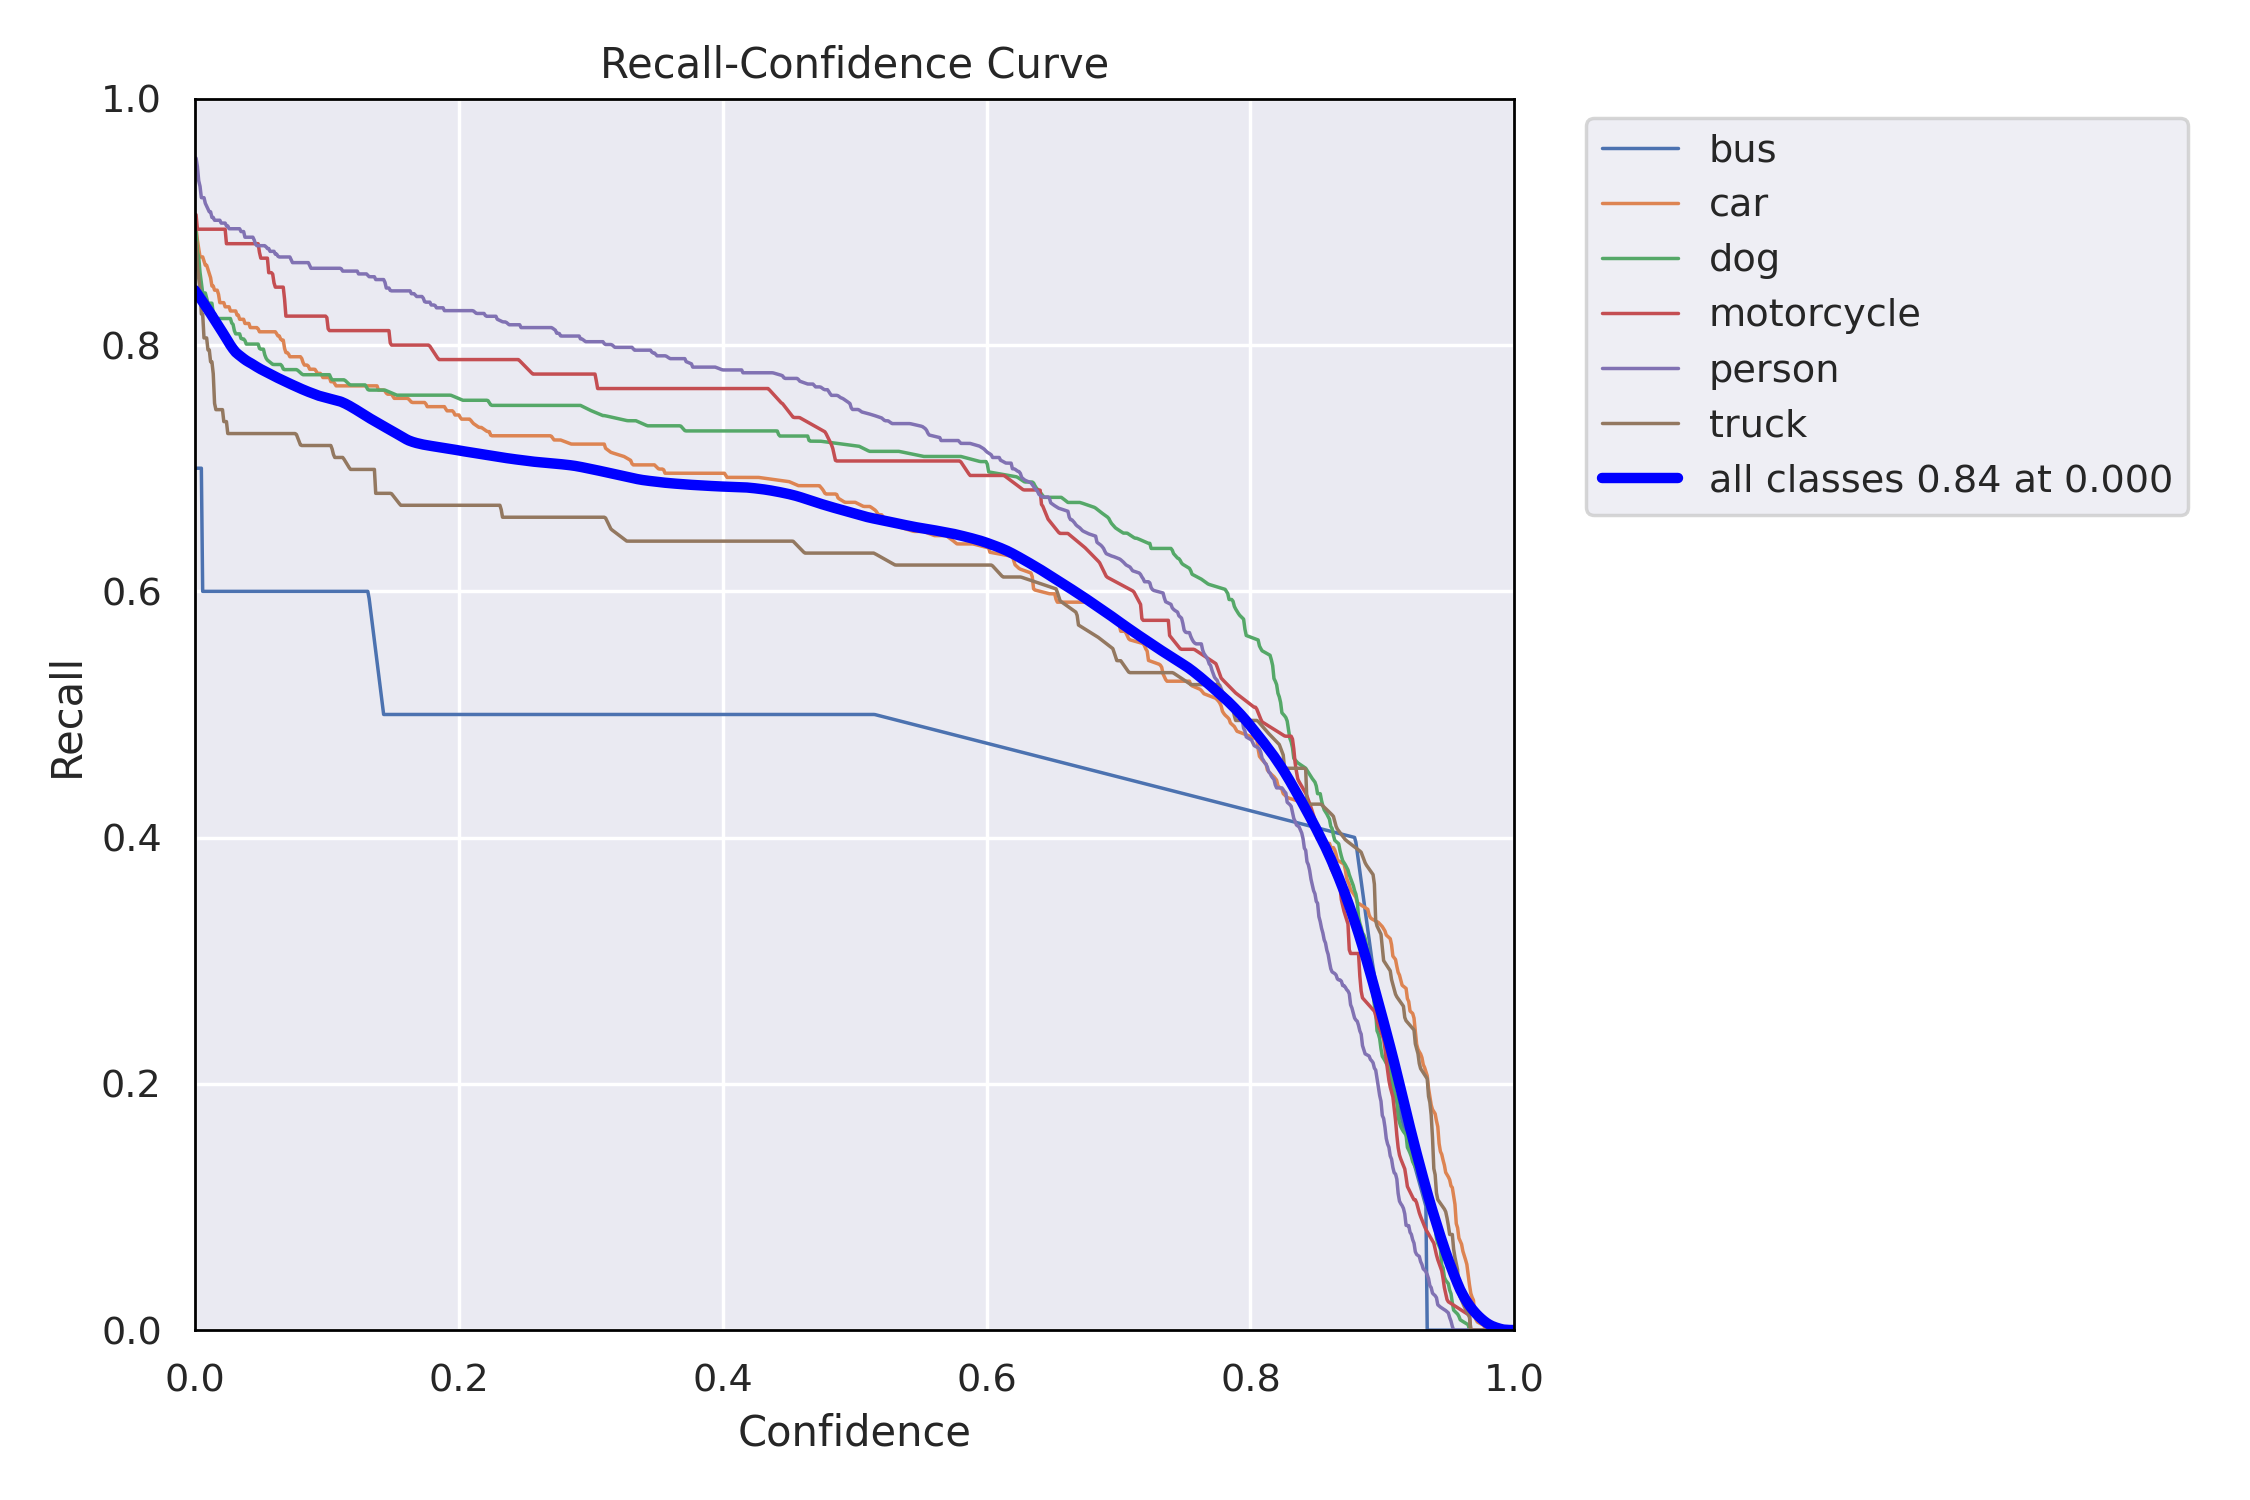 Recall-Confidence Curve
1.0
0.8
0.6
0.4
0.2
0.0
Recall
0.0 0.2 0.4 0.6 0.8 1.0
Confidence
bus
car
dog
motorcycle
person
truck
all classes 0.84 at 0.000